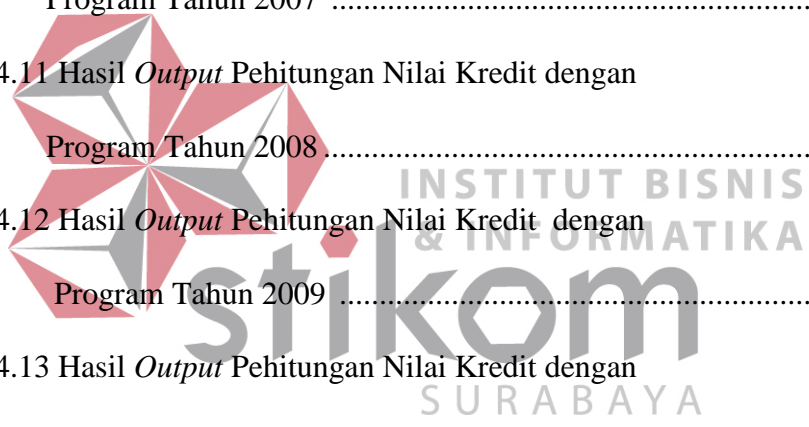 Program Tahun 2007 ........................................................
4.11 Hasil Output Pehitungan Nilai Kredit dengan
Program Tahun 2008 ........................................................
INSTITUT BISNIS
4.12 Hasil Output Pehitungan Nilai Kredit dengan
& INFORMATIKA
stikom
Program Tahun 2009 ........................................................
4.13 Hasil Output Pehitungan Nilai Kredit dengan
SURABAYA